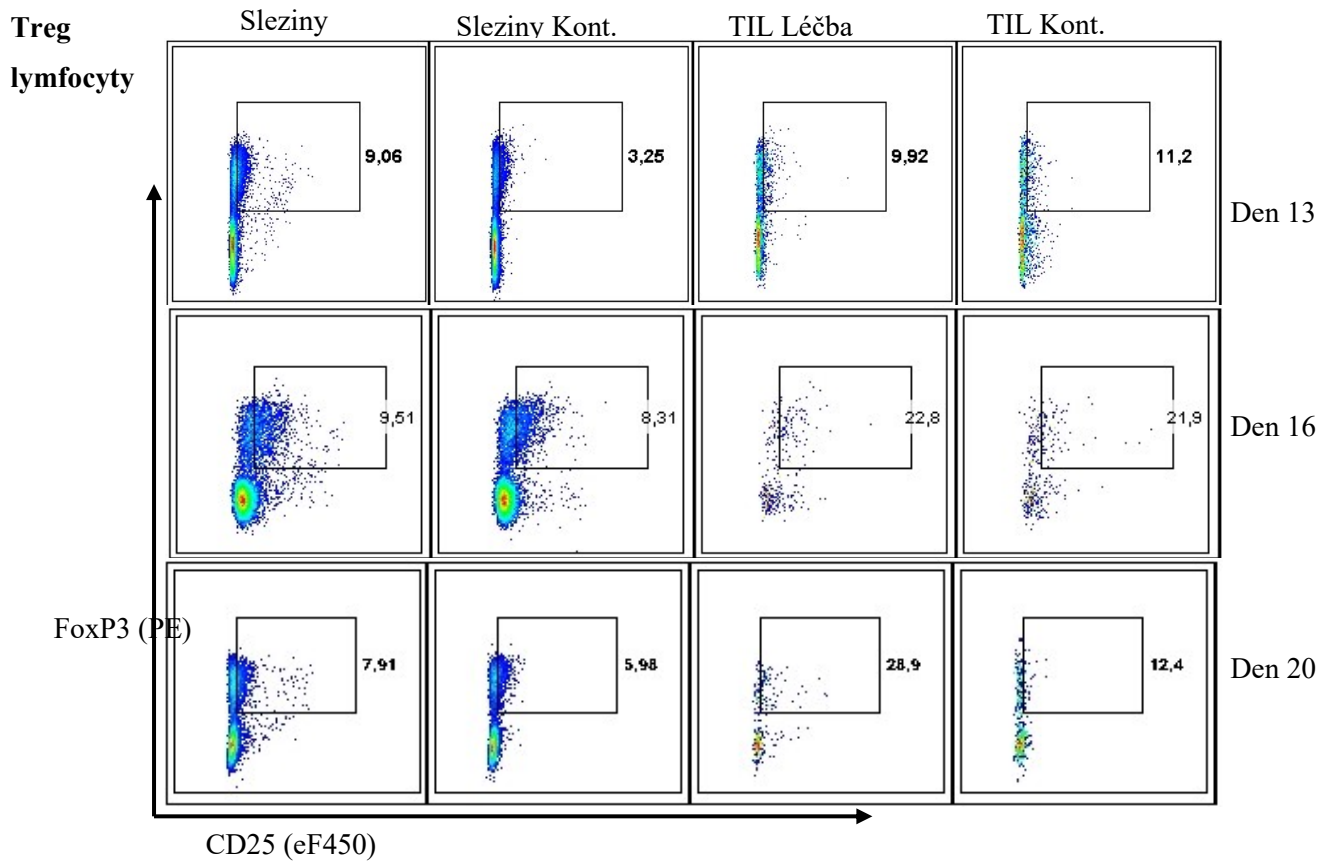 Treg
lymfocyty
Sleziny
Sleziny Kont.
TIL Léčba
TIL Kont.
9,06
3,25
9,92
11,2
Den 13
9,51
8,31
22,8
21,9
Den 16
FoxP3 (PE)
7,91
5,98
28,9
12,4
Den 20
CD25 (eF450)